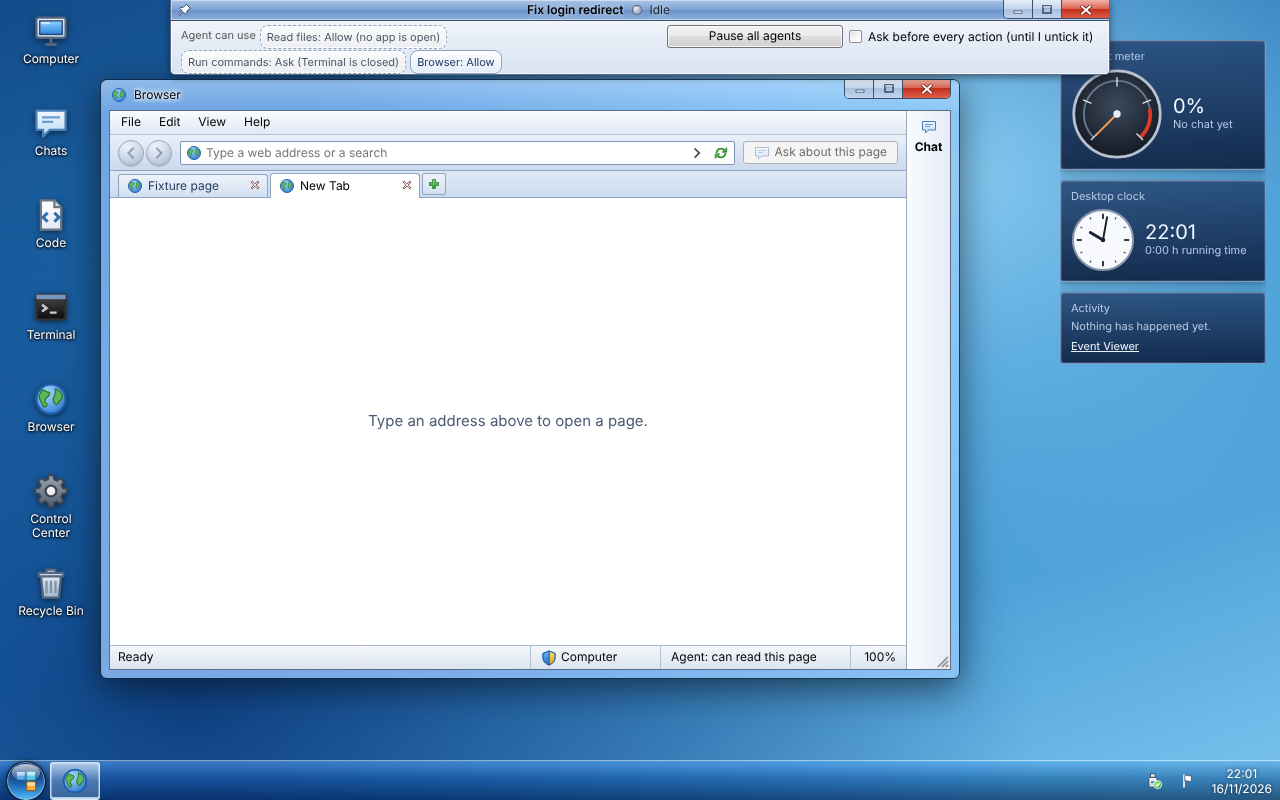 Computer
Chats
Code
Terminal
Browser
Control
Center
Recycle Bin
Fix login redirect Idle
Agent can use Read files: Allow (no app is open)
Run commands: Ask (Terminal is closed) Browser: Allow
Pause all agents Ask before every action (until I untick it)
Browser
File Edit View Help
Type a web address or a search
Ask about this page
Fixture page New Tab
Type an address above to open a page.
Chat
Ready Computer Agent: can read this page 100%
meter
0%
No chat yet
Desktop clock
22:01
0:00 h running time
Activity
Nothing has happened yet.
Event Viewer
22:01
16/11/2026